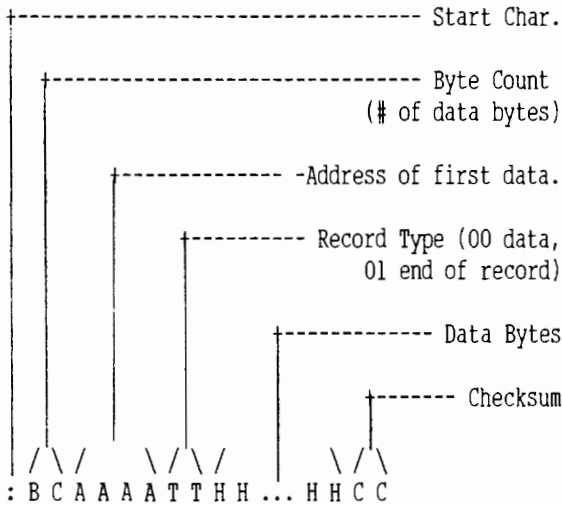 Start Char.
Byte Count
(# of data bytes)
Address of first data.
Record Type (00 data,
01 end of record)
Data Bytes
Checksum
: B C A A A A T T H H ... H H C C